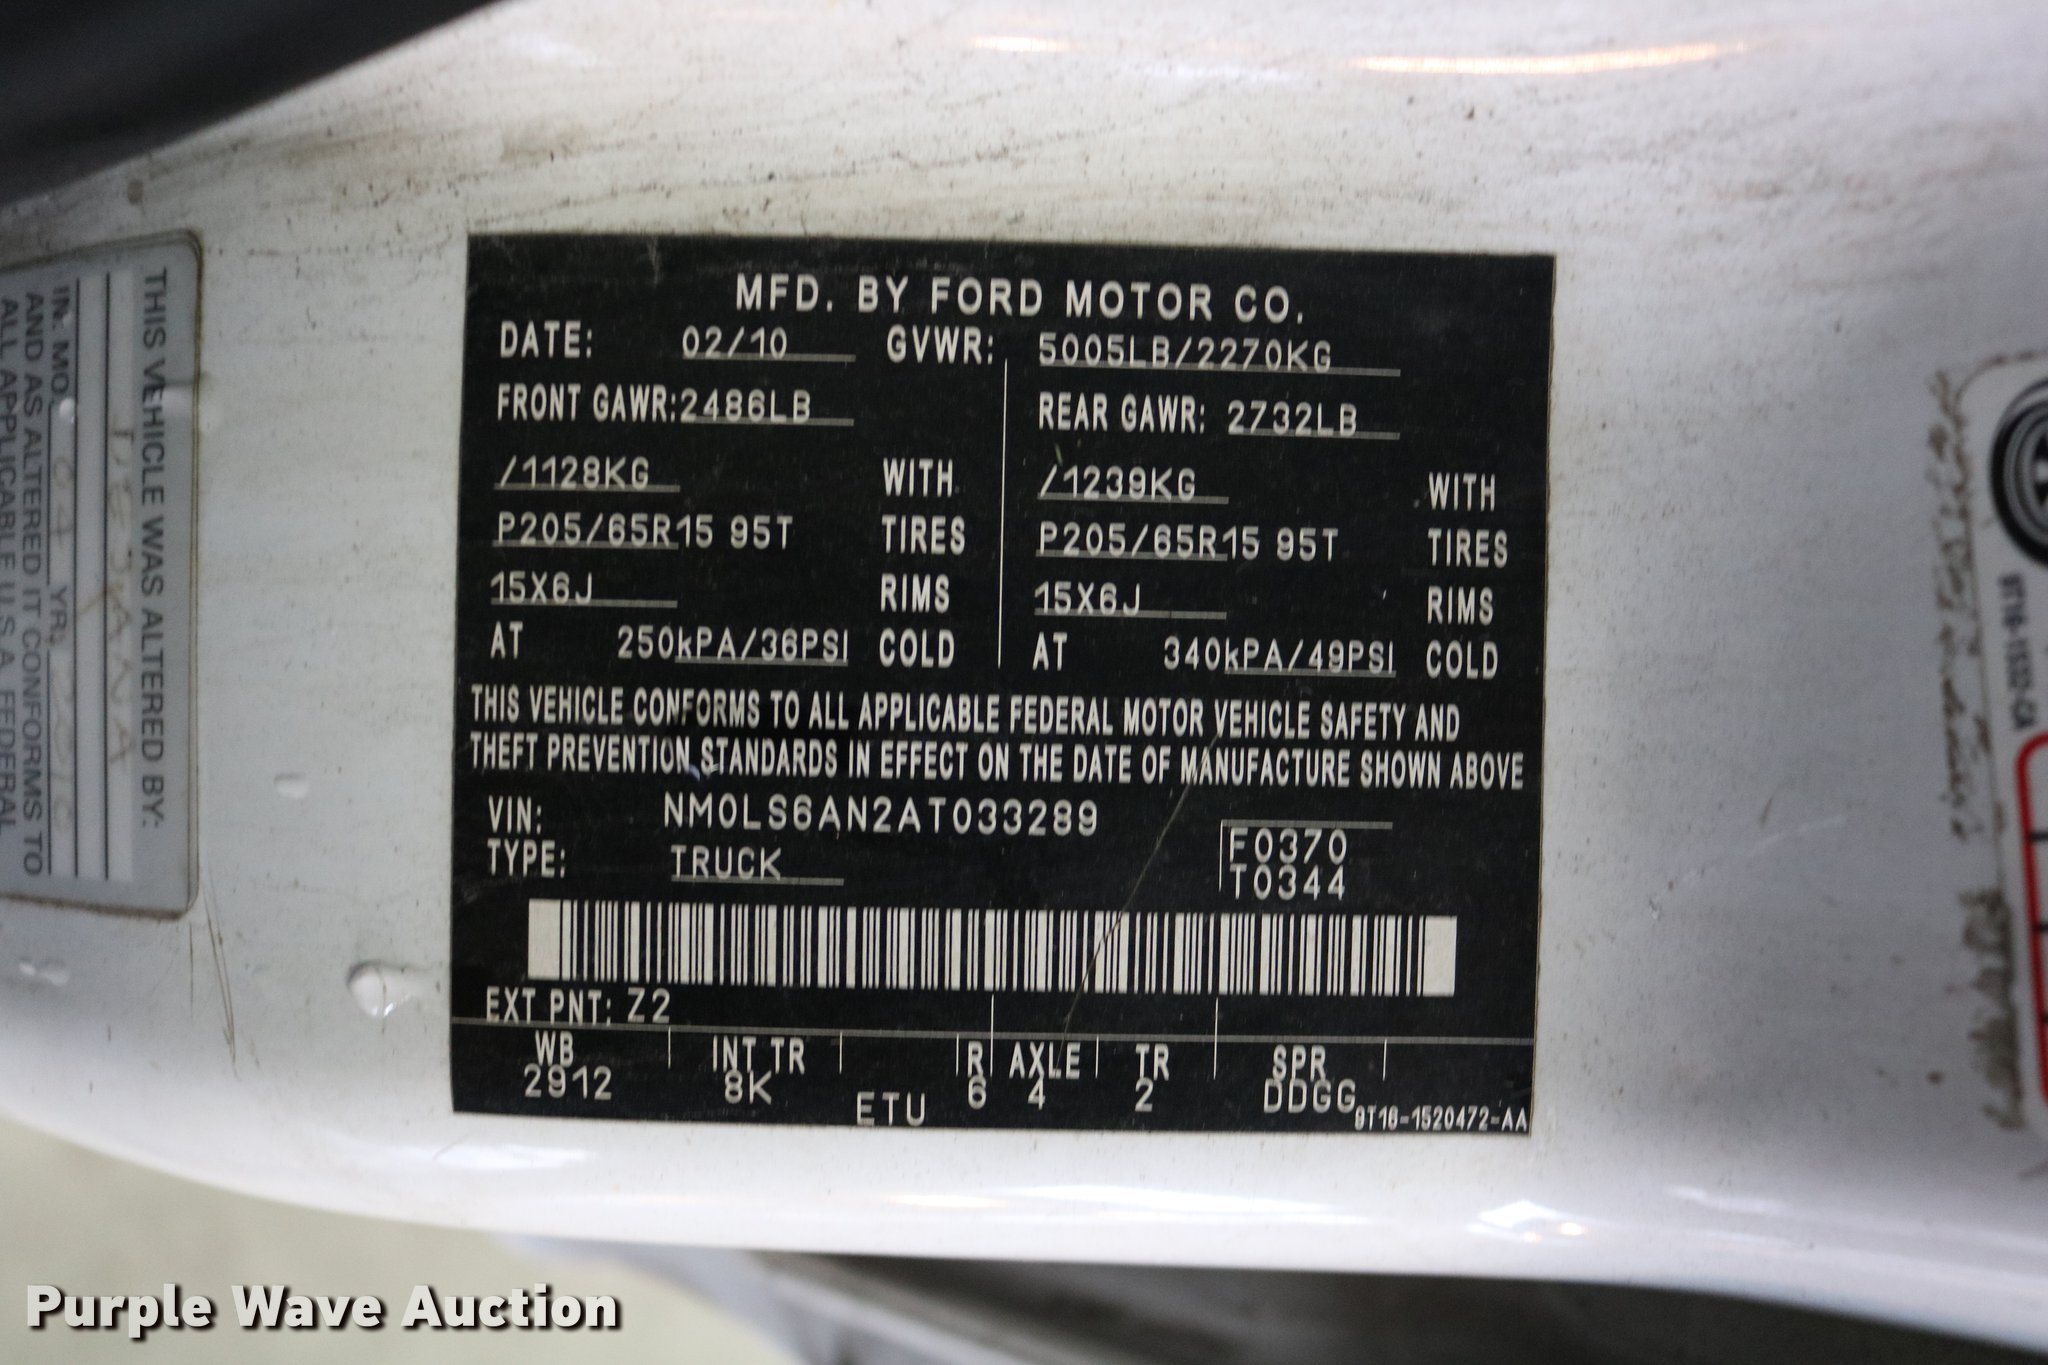 MFD. BY FORD MOTOR CO.
DATE: 02/10 GVWR: 5005LB/2270KG
FRONT GAWR: 2486LB REAR GAWR: 2732LB
/1128KG WITH /1239KG WITH
P205/65R15 95T TIRES P205/65R15 95T TIRES
15X6J RIMS 15X6J RIMS
AT 250kPA/36PSI COLD AT 340kPA/49PSI COLD
THIS VEHICLE CONFORMS TO ALL APPLICABLE FEDERAL MOTOR VEHICLE SAFETY AND
THEFT PREVENTION STANDARDS IN EFFECT ON THE DATE OF MANUFACTURE SHOWN ABOVE
VIN: NM0LS6AN2AT033289
TYPE: TRUCK
F0370
T0344
EXT PNT: Z2
WB INT TR R AXLE TR SPR
2912 8K ETU 6 4 2 DDGG
9T16-1520472-AA
THIS VEHICLE WAS ALTERED BY:
IN: MO. 04 YR. 2010
AND AS ALTERED IT CONFORMS TO
ALL APPLICABLE U.S.A. FEDERAL
9T16-1532-CA
Purple Wave Auction